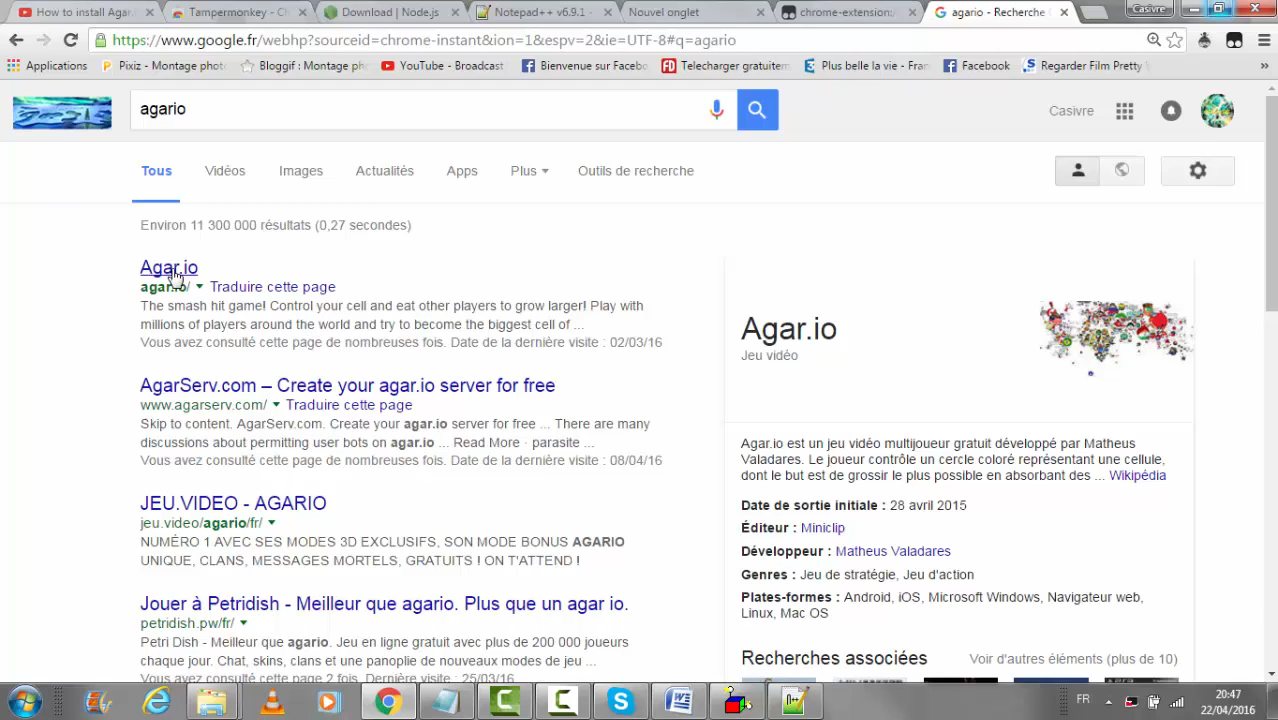 How to install Agar.
Tampermonkey - Ch
Download | Node.js
Notepad++ v6.9.1 -
Nouvel onglet
chrome-extension:/
agario - Recherche
Casivre
https://www.google.fr/webhp?sourceid=chrome-instant&ion=1&espv=2&ie=UTF-8#q=agario
Applications
Pixiz - Montage phot
Bloggif : Montage ph
YouTube - Broadcast
Bienvenue sur Facebo
Telecharger gratuitem
Plus belle la vie - Fran
Facebook
Regarder Film Pretty
»
agario
Casivre
Tous
Vidéos
Images
Actualités
Apps
Plus
Outils de recherche
Environ 11 300 000 résultats (0,27 secondes)
Agar.io
agar.io/ Traduire cette page
The smash hit game! Control your cell and eat other players to grow larger! Play with
millions of players around the world and try to become the biggest cell of ...
Vous avez consulté cette page de nombreuses fois. Date de la dernière visite : 02/03/16
AgarServ.com – Create your agar.io server for free
www.agarserv.com/ Traduire cette page
Skip to content. AgarServ.com. Create your agar.io server for free ... There are many
discussions about permitting user bots on agar.io ... Read More · parasite ...
Vous avez consulté cette page de nombreuses fois. Date de la dernière visite : 08/04/16
JEU.VIDEO - AGARIO
jeu.video/agario/fr/
NUMÉRO 1 AVEC SES MODES 3D EXCLUSIFS, SON MODE BONUS AGARIO
UNIQUE, CLANS, MESSAGES MORTELS, GRATUITS ! ON T'ATTEND !
Jouer à Petridish - Meilleur que agario. Plus que un agar io.
petridish.pw/fr/
Petri Dish - Meilleur que agario. Jeu en ligne gratuit avec plus de 200 000 joueurs
chaque jour. Chat, skins, clans et une panoplie de nouveaux modes de jeu ...
Vous avez consulté cette page 2 fois. Date de la dernière visite : 25/03/16
Agar.io
Jeu vidéo
Agar.io est un jeu vidéo multijoueur gratuit développé par Matheus
Valadares. Le joueur contrôle un cercle coloré représentant une cellule,
dont le but est de grossir le plus possible en absorbant des ... Wikipédia
Date de sortie initiale : 28 avril 2015
Éditeur : Miniclip
Développeur : Matheus Valadares
Genres : Jeu de stratégie, Jeu d'action
Plates-formes : Android, iOS, Microsoft Windows, Navigateur web,
Linux, Mac OS
Recherches associées
Voir d'autres éléments (plus de 10)
FR
20:47
22/04/2016